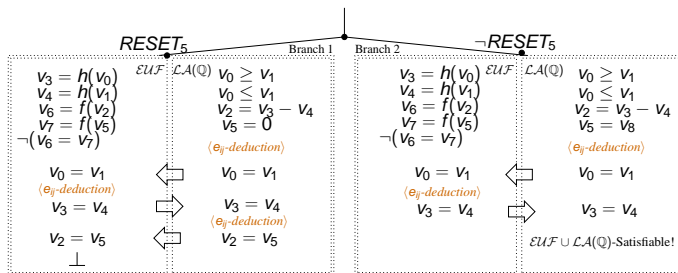 RESET₅ ¬RESET₅
Branch 1 Branch 2
EUF LA(ℚ)
v₃ = h(v₀) v₀ ≥ v₁
v₄ = h(v₁) v₀ ≤ v₁
v₆ = f(v₂) v₂ = v₃ − v₄
v₇ = f(v₅) v₅ = 0
¬(v₆ = v₇)
⟨eᵢⱼ-deduction⟩
v₀ = v₁ v₀ = v₁
⟨eᵢⱼ-deduction⟩
v₃ = v₄ v₃ = v₄
⟨eᵢⱼ-deduction⟩
v₂ = v₅ v₂ = v₅
⊥
EUF LA(ℚ)
v₃ = h(v₀) v₀ ≥ v₁
v₄ = h(v₁) v₀ ≤ v₁
v₆ = f(v₂) v₂ = v₃ − v₄
v₇ = f(v₅) v₅ = v₈
¬(v₆ = v₇)
⟨eᵢⱼ-deduction⟩
v₀ = v₁ v₀ = v₁
⟨eᵢⱼ-deduction⟩
v₃ = v₄ v₃ = v₄
EUF ∪ LA(ℚ)-Satisfiable!